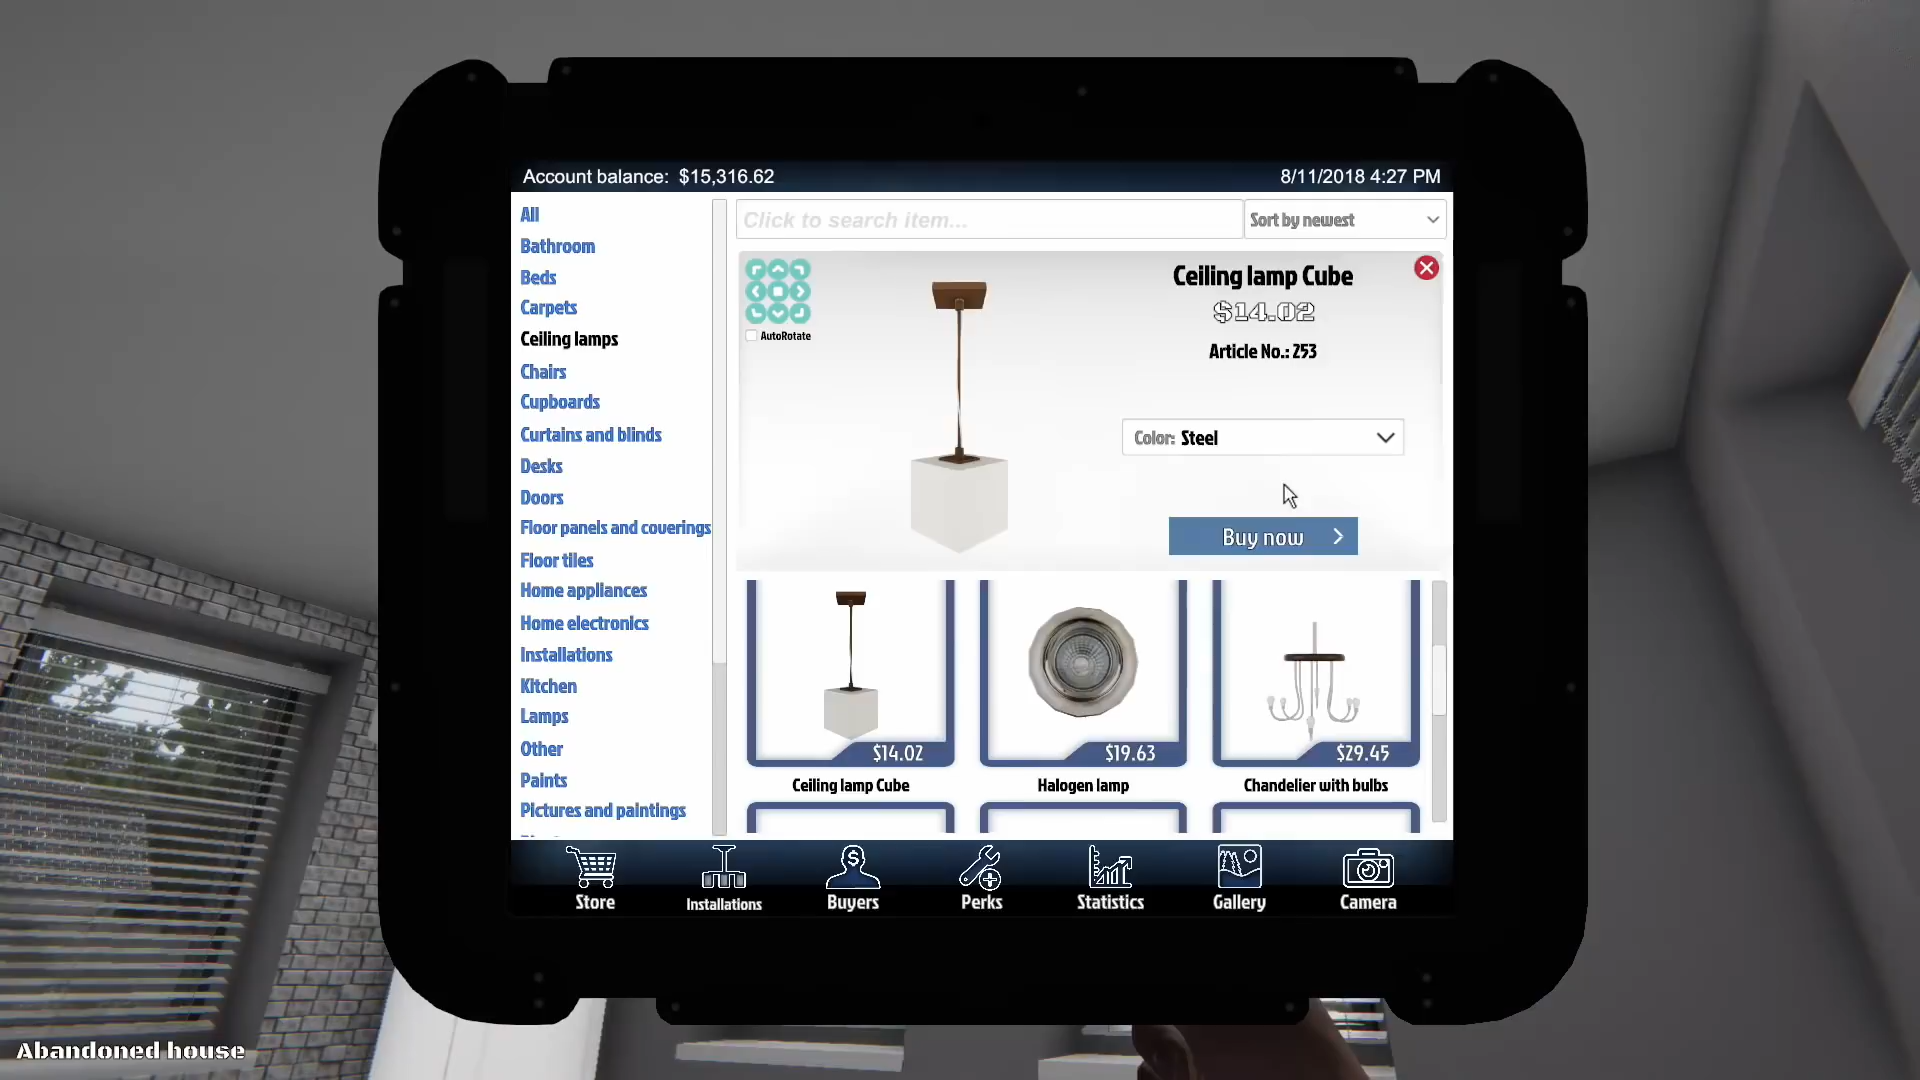 Account balance: $15,316.62
8/11/2018 4:27 PM
All
Bathroom
Beds
Carpets
Ceiling lamps
Chairs
Cupboards
Curtains and blinds
Desks
Doors
Floor panels and coverings
Floor tiles
Home appliances
Home electronics
Installations
Kitchen
Lamps
Other
Paints
Pictures and paintings
Click to search item...
Sort by newest
AutoRotate
Ceiling lamp Cube
$14.02
Article No.: 253
Color: Steel
Buy now
$14.02
$19.63
$29.45
Ceiling lamp Cube
Halogen lamp
Chandelier with bulbs
Store
Installations
Buyers
Perks
Statistics
Gallery
Camera
Abandoned house